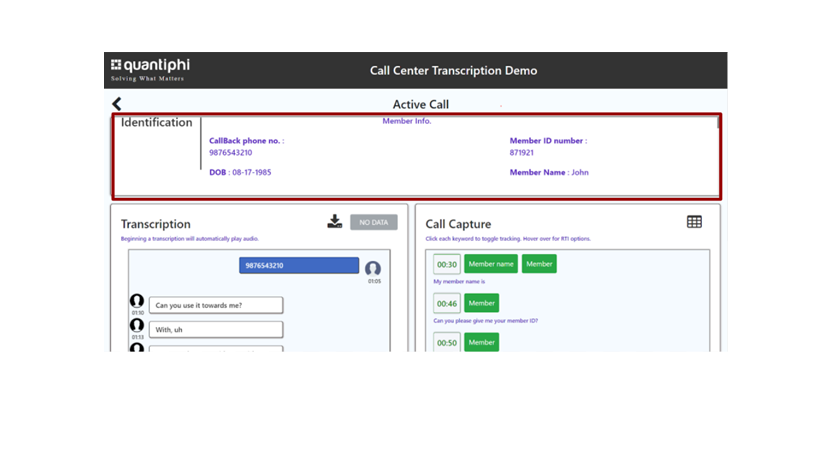 quantiphi
Solving What Matters
Call Center Transcription Demo
Active Call
Identification
Member Info.
CallBack phone no. :
9876543210
Member ID number :
871921
DOB : 08-17-1985
Member Name : John
Transcription
NO DATA
Beginning a transcription will automatically play audio.
9876543210
01:05
Can you use it towards me?
01:10
With, uh
01:13
Call Capture
Click each keyword to toggle tracking. Hover over for RTI options.
00:30 Member name Member
My member name is
00:46 Member
Can you please give me your member ID?
00:50 Member